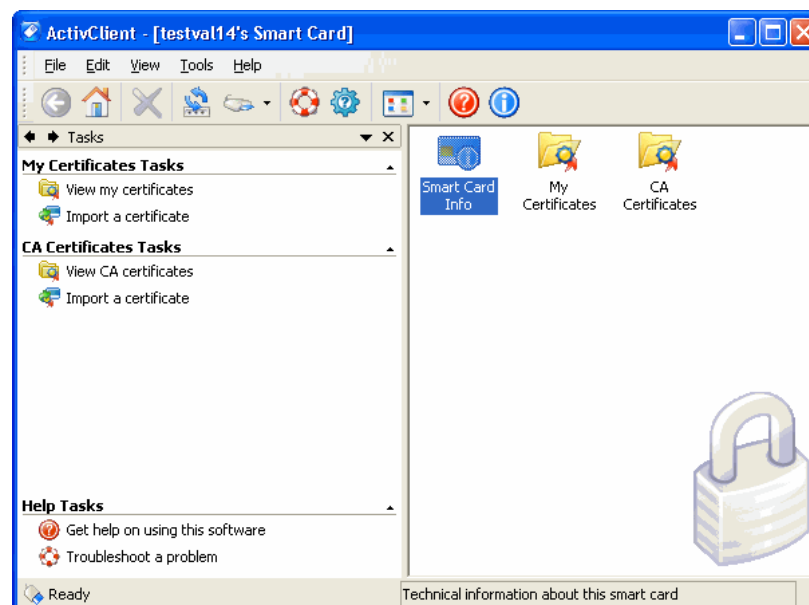 ActivClient - [testval14's Smart Card]
File Edit View Tools Help
Tasks
My Certificates Tasks
View my certificates
Import a certificate
CA Certificates Tasks
View CA certificates
Import a certificate
Help Tasks
Get help on using this software
Troubleshoot a problem
Smart Card
Info
My
Certificates
CA
Certificates
Ready
Technical information about this smart card